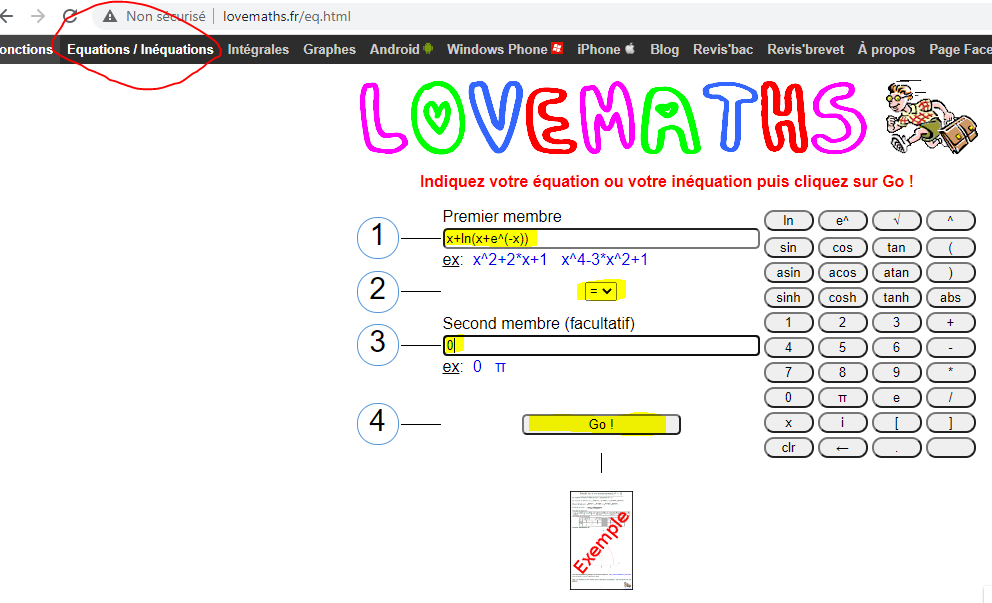 Non sécurisé lovemaths.fr/eq.html
onctions Equations / Inéquations Intégrales Graphes Android Windows Phone iPhone Blog Revis'bac Revis'brevet À propos Page Face
LOVEMATHS
Indiquez votre équation ou votre inéquation puis cliquez sur Go !
1
Premier membre
x+ln(x+e^(-x))
ex: x^2+2*x+1 x^4-3*x^2+1
2
=
3
Second membre (facultatif)
0
ex: 0 π
4
Go !
Exemple
ln e^ √ ^
sin cos tan (
asin acos atan )
sinh cosh tanh abs
1 2 3 +
4 5 6 -
7 8 9 *
0 π e /
x i [ ]
clr ← .